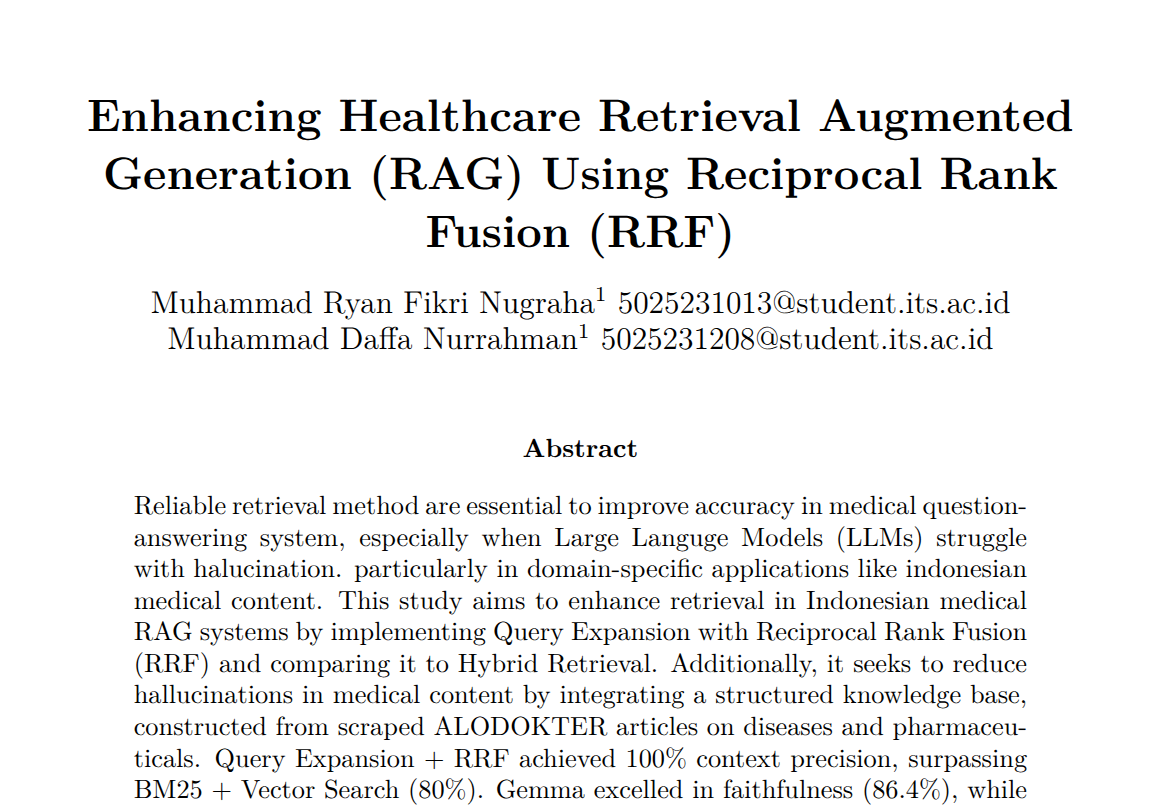 Enhancing Healthcare Retrieval Augmented
Generation (RAG) Using Reciprocal Rank
Fusion (RRF)
Muhammad Ryan Fikri Nugraha1 5025231013@student.its.ac.id
Muhammad Daffa Nurrahman1 5025231208@student.its.ac.id
Abstract
Reliable retrieval method are essential to improve accuracy in medical question-
answering system, especially when Large Languge Models (LLMs) struggle
with halucination. particularly in domain-specific applications like indonesian
medical content. This study aims to enhance retrieval in Indonesian medical
RAG systems by implementing Query Expansion with Reciprocal Rank Fusion
(RRF) and comparing it to Hybrid Retrieval. Additionally, it seeks to reduce
hallucinations in medical content by integrating a structured knowledge base,
constructed from scraped ALODOKTER articles on diseases and pharmaceu-
ticals. Query Expansion + RRF achieved 100% context precision, surpassing
BM25 + Vector Search (80%). Gemma excelled in faithfulness (86.4%), while